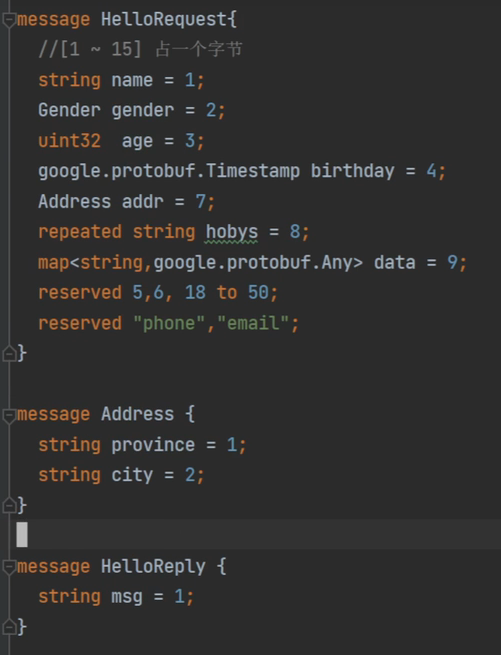 message HelloRequest{
//[1 ~ 15] 占一个字节
string name = 1;
Gender gender = 2;
uint32  age = 3;
google.protobuf.Timestamp birthday = 4;
Address addr = 7;
repeated string hobys = 8;
map<string,google.protobuf.Any> data = 9;
reserved 5,6, 18 to 50;
reserved "phone","email";
}
message Address {
string province = 1;
string city = 2;
}
message HelloReply {
string msg = 1;
}